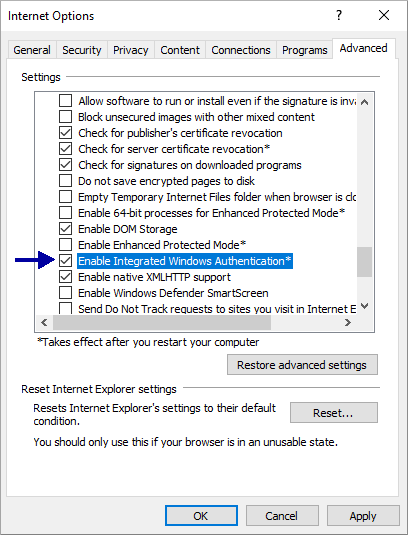 Internet Options
General
Security
Privacy
Content
Connections
Programs
Advanced
Settings
Allow software to run or install even if the signature is inva
Block unsecured images with other mixed content
Check for publisher's certificate revocation
Check for server certificate revocation*
Check for signatures on downloaded programs
Do not save encrypted pages to disk
Empty Temporary Internet Files folder when browser is clo
Enable 64-bit processes for Enhanced Protected Mode*
Enable DOM Storage
Enable Enhanced Protected Mode*
Enable Integrated Windows Authentication*
Enable native XMLHTTP support
Enable Windows Defender SmartScreen
Send Do Not Track requests to sites you visit in Internet E
*Takes effect after you restart your computer
Restore advanced settings
Reset Internet Explorer settings
Resets Internet Explorer's settings to their default
condition.
Reset...
You should only use this if your browser is in an unusable state.
OK
Cancel
Apply